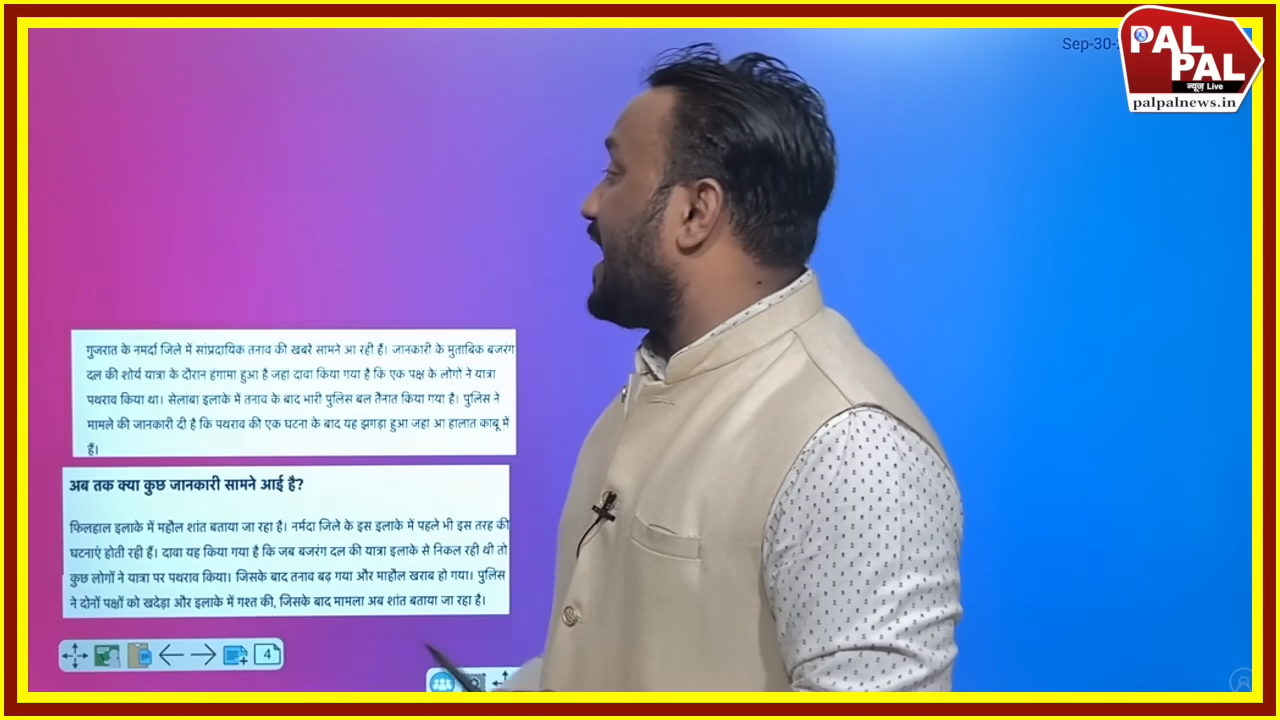 Sep-30-
PAL
PAL
न्यूज़ Live
palpalnews.in
गुजरात के नमर्दा जिले में सांप्रदायिक तनाव की खबरें सामने आ रही हैं। जानकारी के मुताबिक बजरंग
दल की शोर्य यात्रा के दौरान हंगामा हुआ है जहां दावा किया गया है कि एक पक्ष के लोगों ने यात्रा
पथराव किया था। सेलांबा इलाके में तनाव के बाद भारी पुलिस बल तैनात किया गया है। पुलिस ने
मामले की जानकारी दी है कि पथराव की एक घटना के बाद यह झगड़ा हुआ जहां आ हालात काबू में
हैं।
अब तक क्या कुछ जानकारी सामने आई है?
फिलहाल इलाके में महौल शांत बताया जा रहा है। नर्मदा जिले के इस इलाके में पहले भी इस तरह की
घटनाएं होती रही हैं। दावा यह किया गया है कि जब बजरंग दल की यात्रा इलाके से निकल रही थी तो
कुछ लोगों ने यात्रा पर पथराव किया। जिसके बाद तनाव बढ़ गया और माहौल खराब हो गया। पुलिस
ने दोनों पक्षों को खदेड़ा और इलाके में गश्त की, जिसके बाद मामला अब शांत बताया जा रहा है।
4